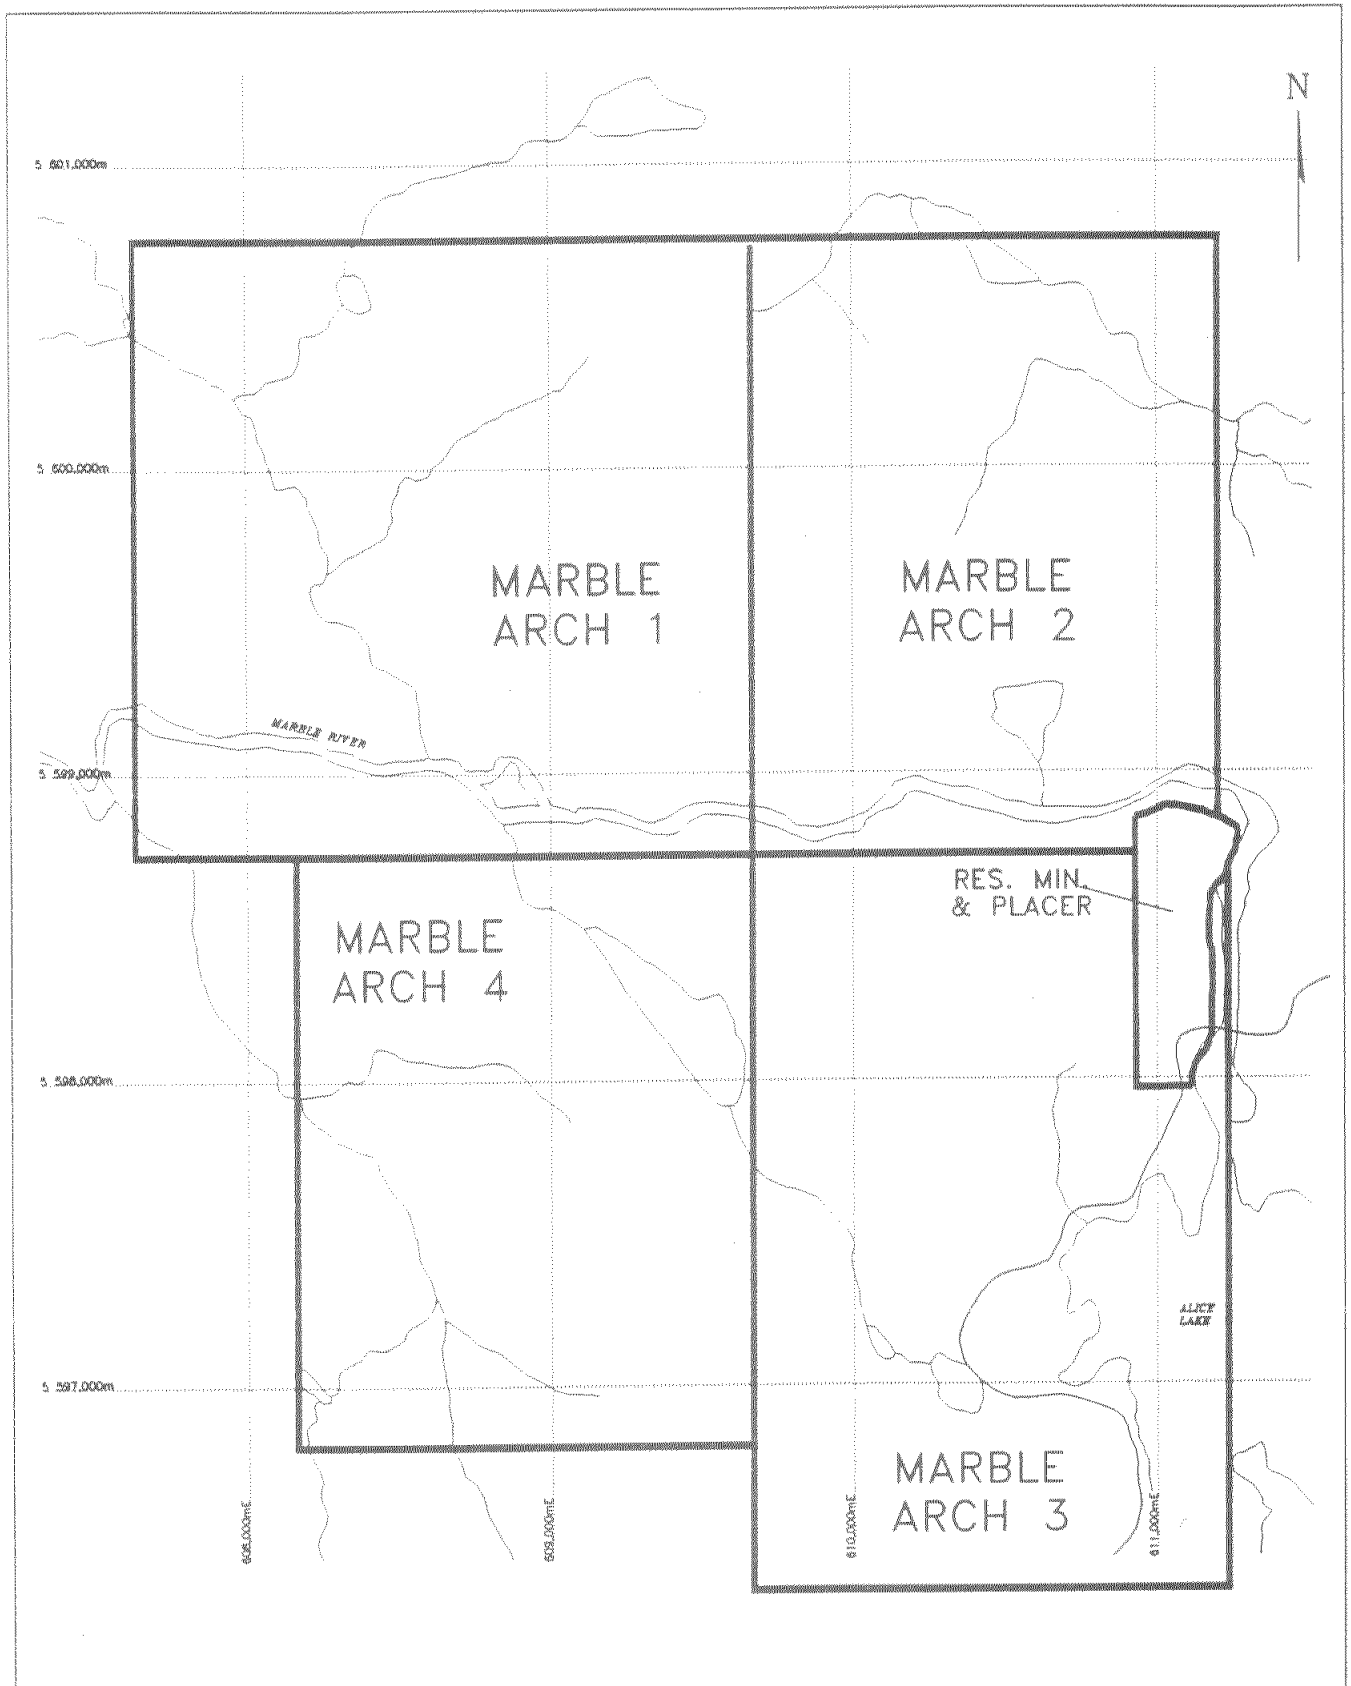 N
5 601,000m
5 600,000m
MARBLE
ARCH 1
MARBLE
ARCH 2
MARBLE RIVER
5 599,000m
RES. MIN.
& PLACER
MARBLE
ARCH 4
5 598,000m
ALICE
LAKE
5 597,000m
MARBLE
ARCH 3
608,000mE
609,000mE
610,000mE
611,000mE